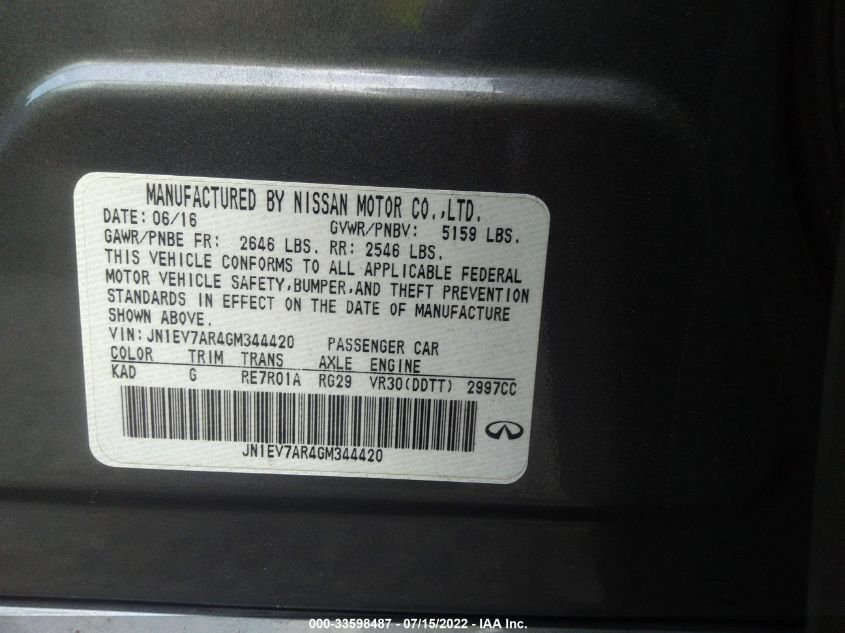 MANUFACTURED BY NISSAN MOTOR CO.,LTD.
DATE: 06/16 GVWR/PNBV: 5159 LBS.
GAWR/PNBE FR: 2646 LBS. RR: 2546 LBS.
THIS VEHICLE CONFORMS TO ALL APPLICABLE FEDERAL
MOTOR VEHICLE SAFETY,BUMPER,AND THEFT PREVENTION
STANDARDS IN EFFECT ON THE DATE OF MANUFACTURE
SHOWN ABOVE.
VIN:JN1EV7AR4GM344420 PASSENGER CAR
COLOR TRIM TRANS AXLE ENGINE
KAD G RE7R01A RG29 VR30(DDTT) 2997CC
JN1EV7AR4GM344420
000-33598487 - 07/15/2022 - IAA Inc.